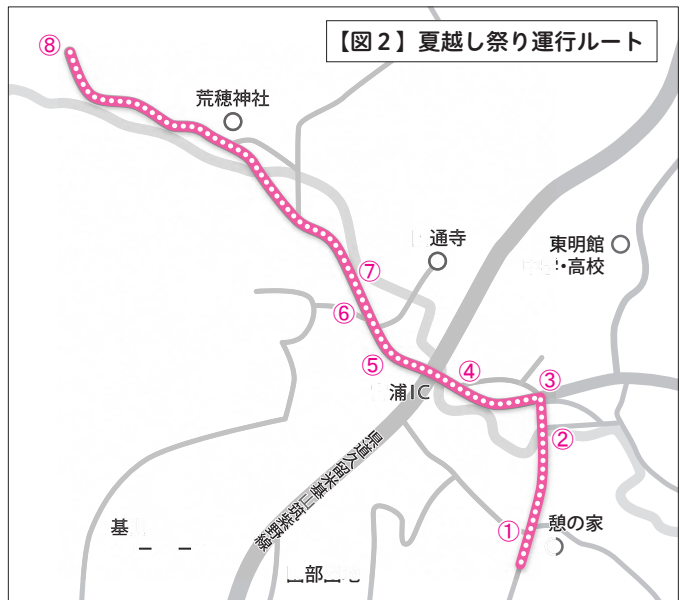 【図２】夏越し祭り運行ルート
⑧
荒穂神社
通寺
東明館
・高校
⑦
⑥
⑤
④
③
浦IC
②
県道久留米基山筑紫野線
①
憩の家
基
部